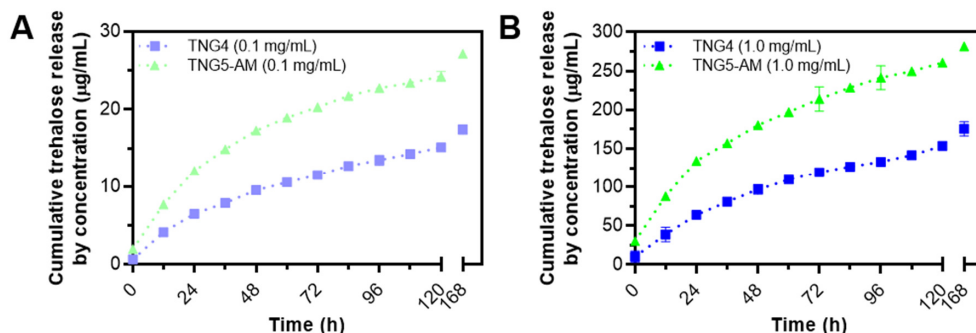 A
Cumulative trehalose release
by concentration (μg/mL)
30
20
10
0
TNG4 (0.1 mg/mL)
TNG5-AM (0.1 mg/mL)
0
24
48
72
96
120
168
Time (h)
B
Cumulative trehalose release
by concentration (μg/mL)
300
250
200
150
100
50
0
TNG4 (1.0 mg/mL)
TNG5-AM (1.0 mg/mL)
0
24
48
72
96
120
168
Time (h)